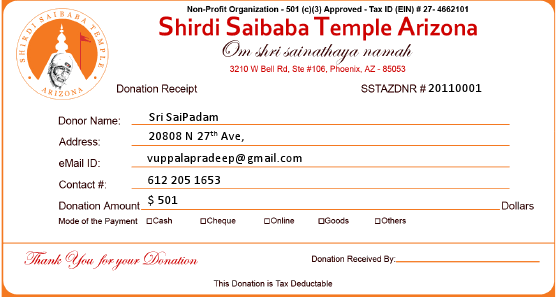 Non-Profit Organization - 501 (c)(3) Approved - Tax ID (EIN) # 27- 4662101
Shirdi Saibaba Temple Arizona
Om shri sainathaya namah
3210 W Bell Rd, Ste #106, Phoenix, AZ - 85053
SHIRDI SAIBABA TEMPLE
ARIZONA
Donation Receipt SSTAZDNR # 20110001
Donor Name: Sri SaiPadam
Address: 20808 N 27th Ave,
eMail ID: vuppalapradeep@gmail.com
Contact #: 612 205 1653
Donation Amount $ 501 Dollars
Mode of the Payment □Cash □Cheque □Online □Goods □Others
Thank You for your Donation Donation Received By:
This Donation is Tax Deductable